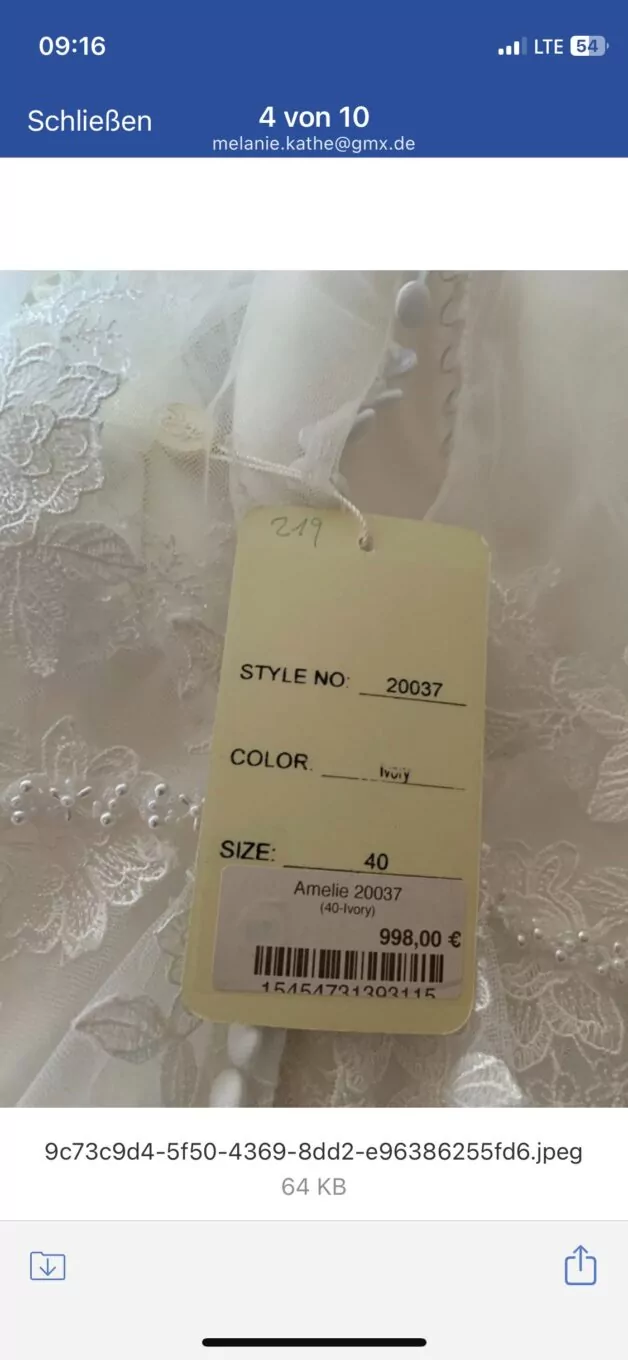 09:16
LTE 54
Schließen
4 von 10
melanie.kathe@gmx.de
219
STYLE NO: 20037
COLOR. Ivory
SIZE: 40
Amelie 20037
(40-Ivory)
998,00 €
15454731393115
9c73c9d4-5f50-4369-8dd2-e96386255fd6.jpeg
64 KB